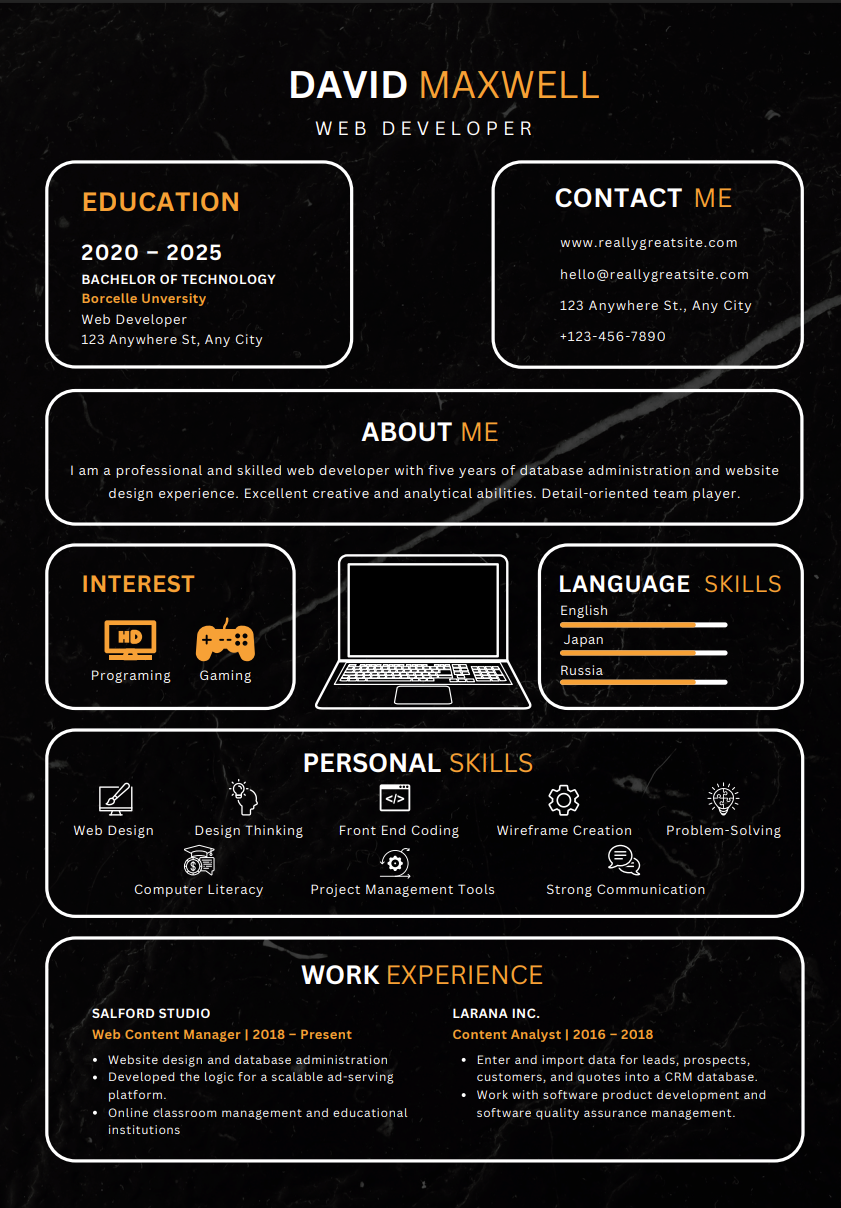 DAVID MAXWELL
WEB DEVELOPER
EDUCATION
2020 – 2025
BACHELOR OF TECHNOLOGY
Borcelle Unversity
Web Developer
123 Anywhere St, Any City
CONTACT ME
www.reallygreatsite.com
hello@reallygreatsite.com
123 Anywhere St., Any City
+123-456-7890
ABOUT ME
I am a professional and skilled web developer with five years of database administration and website
design experience. Excellent creative and analytical abilities. Detail-oriented team player.
INTEREST
HD
Programing Gaming
LANGUAGE SKILLS
English
Japan
Russia
PERSONAL SKILLS
</>
Web Design Design Thinking Front End Coding Wireframe Creation Problem-Solving
$
Computer Literacy Project Management Tools Strong Communication
WORK EXPERIENCE
SALFORD STUDIO
Web Content Manager | 2018 – Present
• Website design and database administration
• Developed the logic for a scalable ad-serving
platform.
• Online classroom management and educational
institutions
LARANA INC.
Content Analyst | 2016 – 2018
• Enter and import data for leads, prospects,
customers, and quotes into a CRM database.
• Work with software product development and
software quality assurance management.